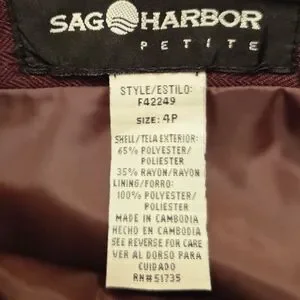 SAG HARBOR
PETITE
STYLE/ESTILO:
F42249
SIZE: 4P
SHELL/TELA EXTERIOR:
65% POLYESTER/
POLIESTER
35% RAYON/RAYON
LINING/FORRO:
100% POLYESTER/
POLIESTER
MADE IN CAMBODIA
HECHO EN CAMBODIA
SEE REVERSE FOR CARE
VER AL DORSO PARA
CUIDADO
RN#51735